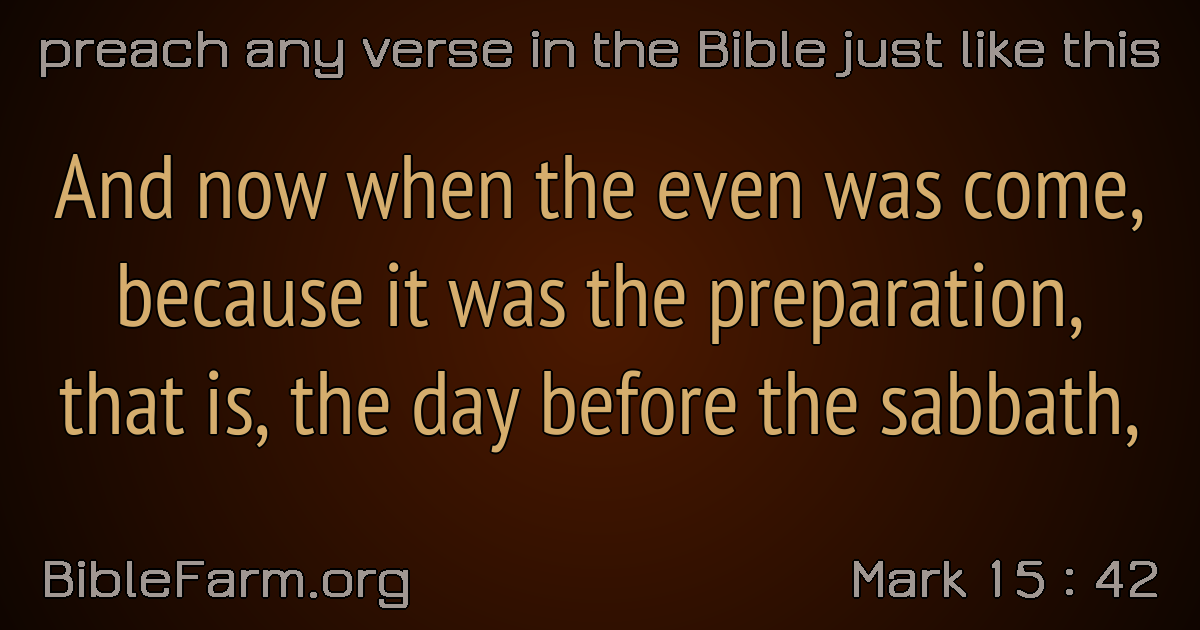 preach any verse in the Bible just like this
And now when the even was come,
because it was the preparation,
that is, the day before the sabbath,
BibleFarm.org
Mark 15 : 42